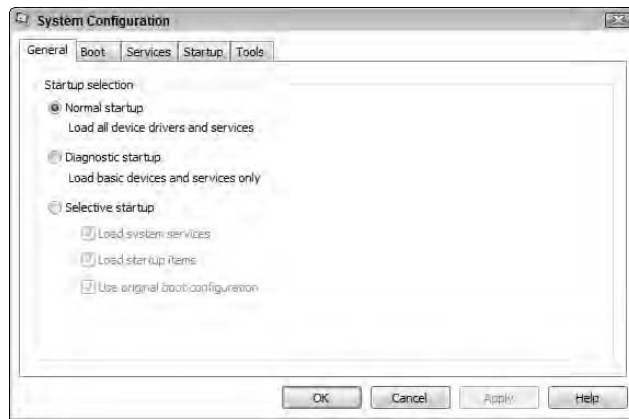 System Configuration
General Boot Services Startup Tools
Startup selection
Normal startup
Load all device drivers and services
Diagnostic startup
Load basic devices and services only
Selective startup
Load system services
Load startup items
Use original boot configuration
OK Cancel Apply Help